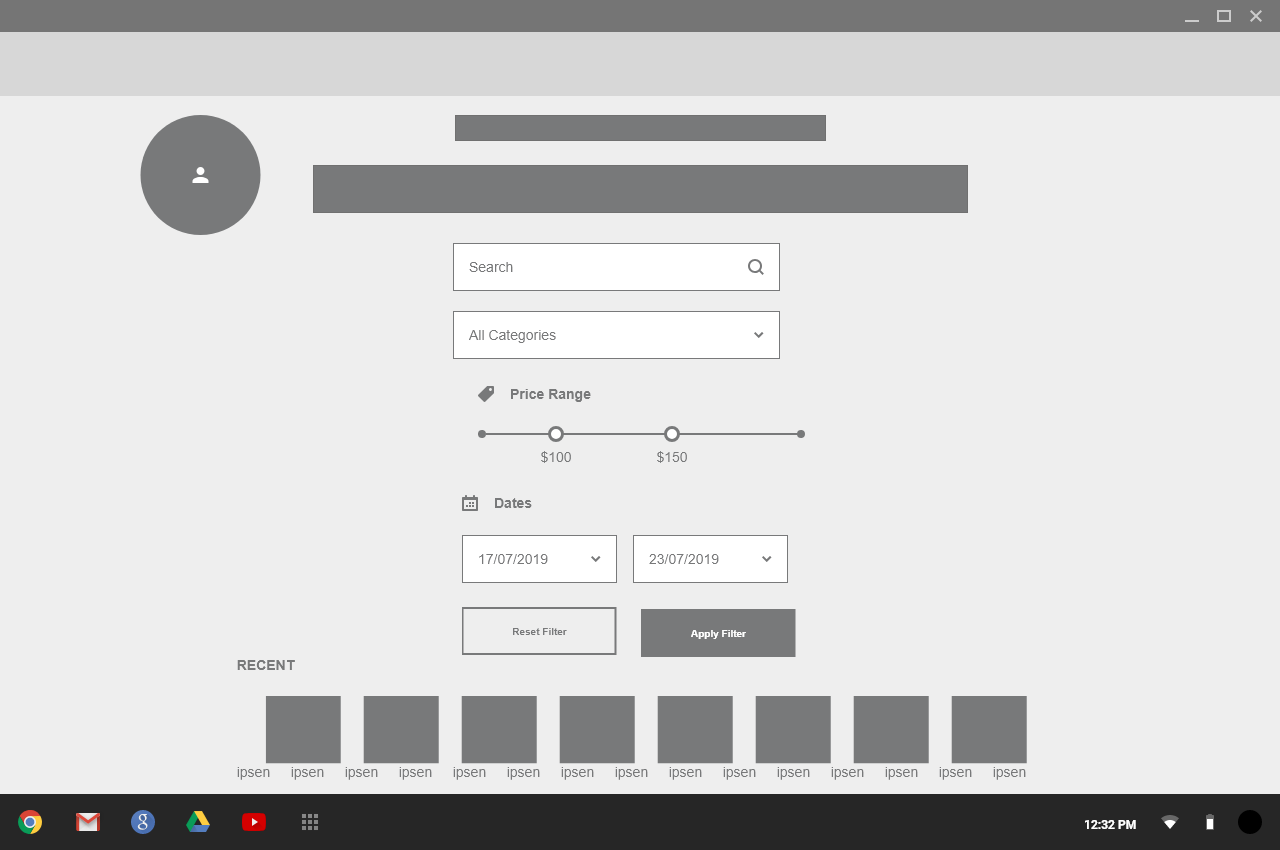 Search
All Categories
Price Range
$100 $150
Dates
17/07/2019 23/07/2019
Reset Filter Apply Filter
RECENT
ipsen ipsen ipsen ipsen ipsen ipsen ipsen ipsen ipsen ipsen ipsen ipsen ipsen ipsen ipsen
12:32 PM